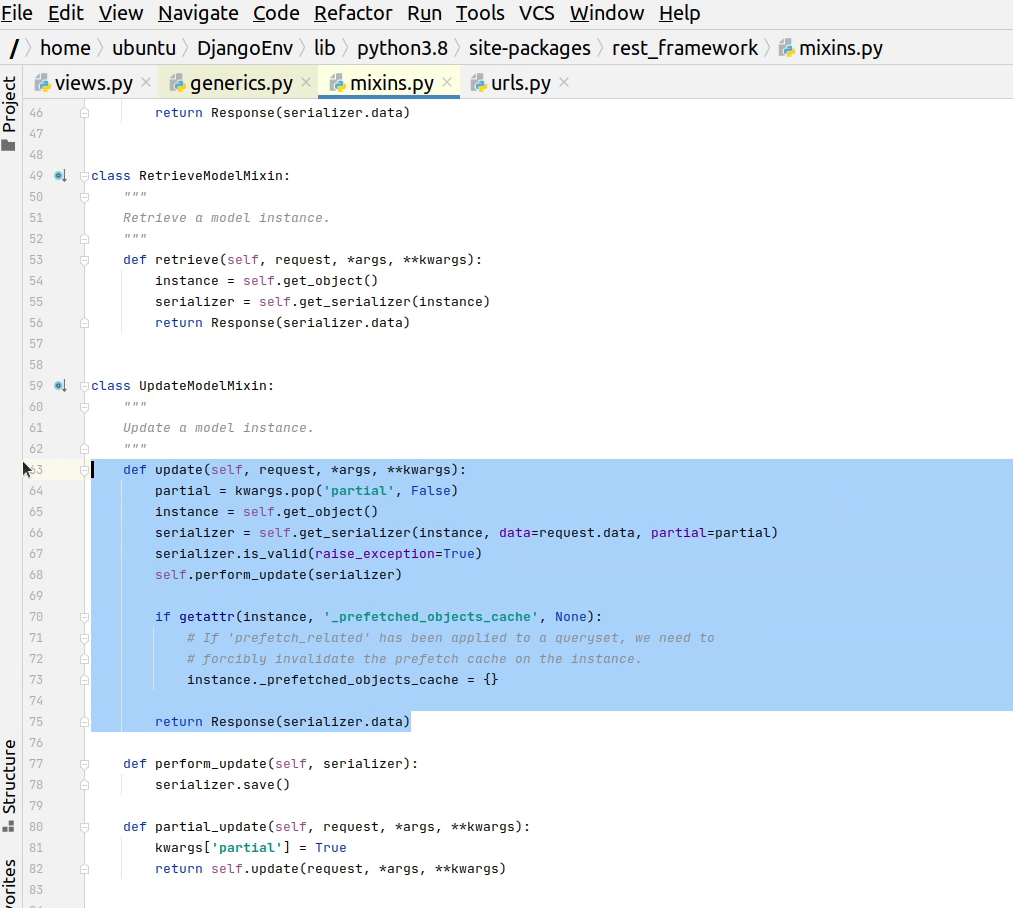 File Edit View Navigate Code Refactor Run Tools VCS Window Help
/ home ubuntu DjangoEnv lib python3.8 site-packages rest_framework mixins.py
views.py generics.py mixins.py urls.py
Project
Structure
vorites
46 return Response(serializer.data)
47
48
49 class RetrieveModelMixin:
50 """
51 Retrieve a model instance.
52 """
53 def retrieve(self, request, *args, **kwargs):
54 instance = self.get_object()
55 serializer = self.get_serializer(instance)
56 return Response(serializer.data)
57
58
59 class UpdateModelMixin:
60 """
61 Update a model instance.
62 """
63 def update(self, request, *args, **kwargs):
64 partial = kwargs.pop('partial', False)
65 instance = self.get_object()
66 serializer = self.get_serializer(instance, data=request.data, partial=partial)
67 serializer.is_valid(raise_exception=True)
68 self.perform_update(serializer)
69
70 if getattr(instance, '_prefetched_objects_cache', None):
71 # If 'prefetch_related' has been applied to a queryset, we need to
72 # forcibly invalidate the prefetch cache on the instance.
73 instance._prefetched_objects_cache = {}
74
75 return Response(serializer.data)
76
77 def perform_update(self, serializer):
78 serializer.save()
79
80 def partial_update(self, request, *args, **kwargs):
81 kwargs['partial'] = True
82 return self.update(request, *args, **kwargs)
83